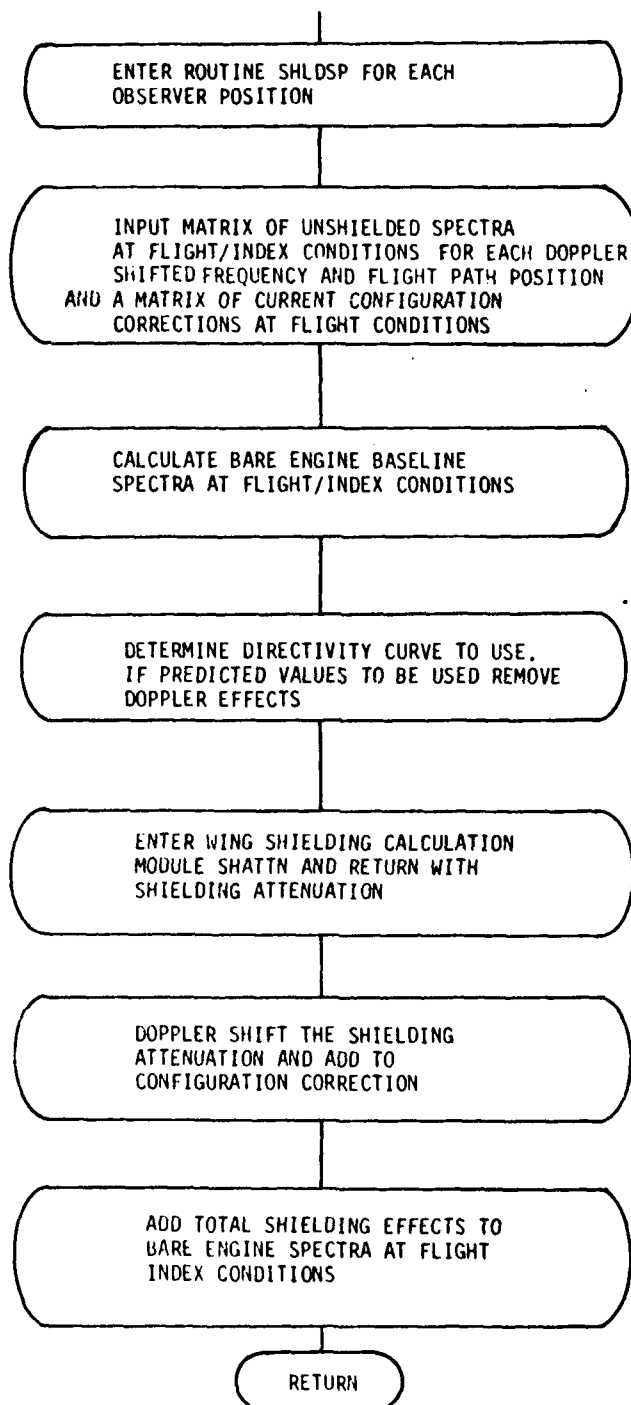 ENTER ROUTINE SHLDSP FOR EACH
OBSERVER POSITION
INPUT MATRIX OF UNSHIELDED SPECTRA
AT FLIGHT/INDEX CONDITIONS FOR EACH DOPPLER
SHIFTED FREQUENCY AND FLIGHT PATH POSITION
AND A MATRIX OF CURRENT CONFIGURATION
CORRECTIONS AT FLIGHT CONDITIONS
CALCULATE BARE ENGINE BASELINE
SPECTRA AT FLIGHT/INDEX CONDITIONS
DETERMINE DIRECTIVITY CURVE TO USE.
IF PREDICTED VALUES TO BE USED REMOVE
DOPPLER EFFECTS
ENTER WING SHIELDING CALCULATION
MODULE SHATTN AND RETURN WITH
SHIELDING ATTENUATION
DOPPLER SHIFT THE SHIELDING
ATTENUATION AND ADD TO
CONFIGURATION CORRECTION
ADD TOTAL SHIELDING EFFECTS TO
BARE ENGINE SPECTRA AT FLIGHT
INDEX CONDITIONS
RETURN